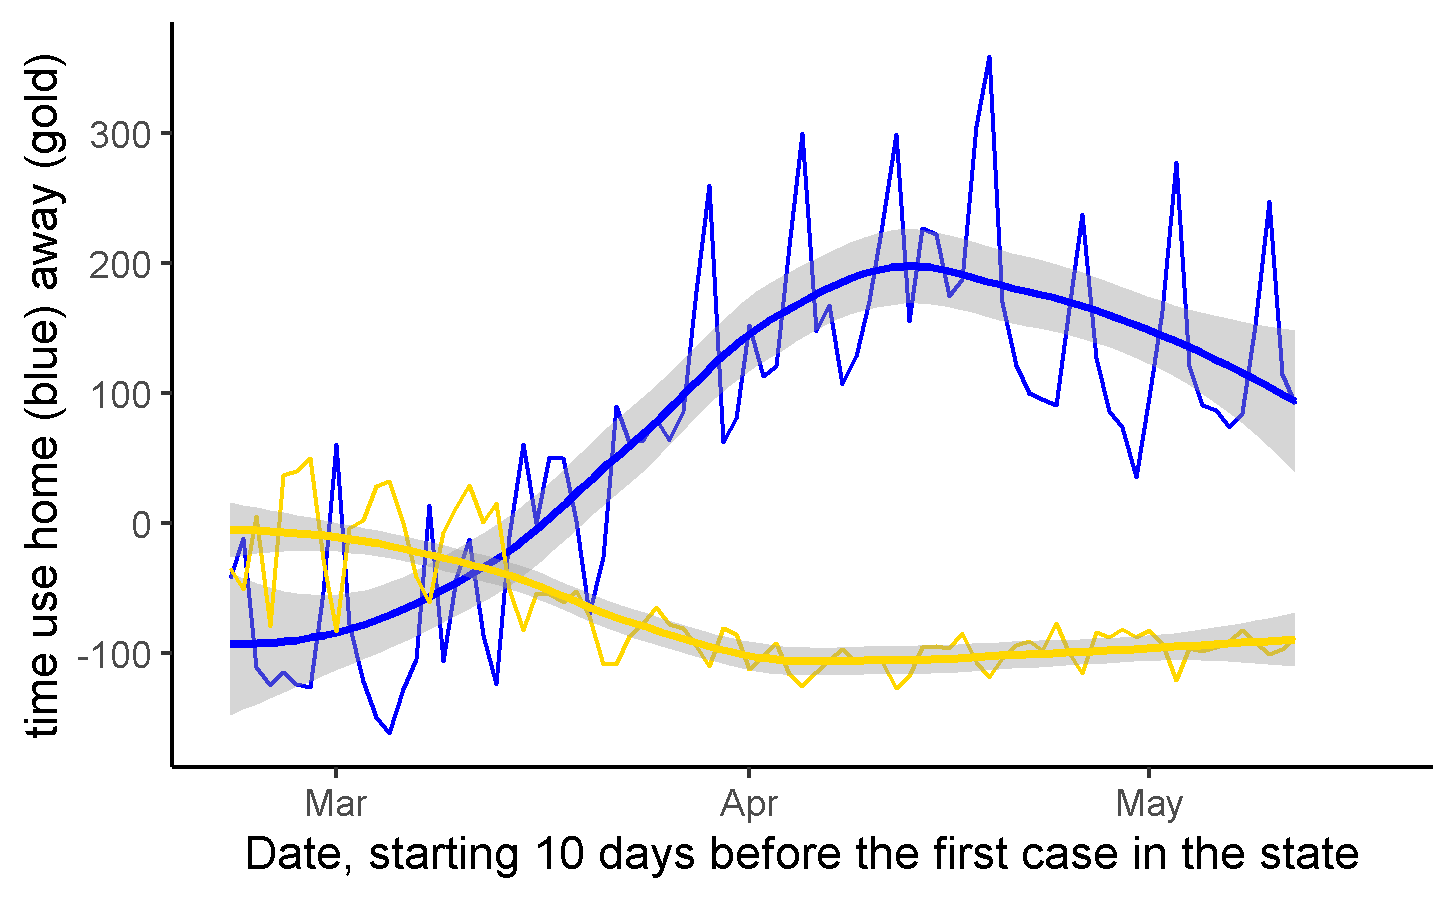 time use home (blue) away (gold)
300
200
100
0
-100
Mar Apr May
Date, starting 10 days before the first case in the state